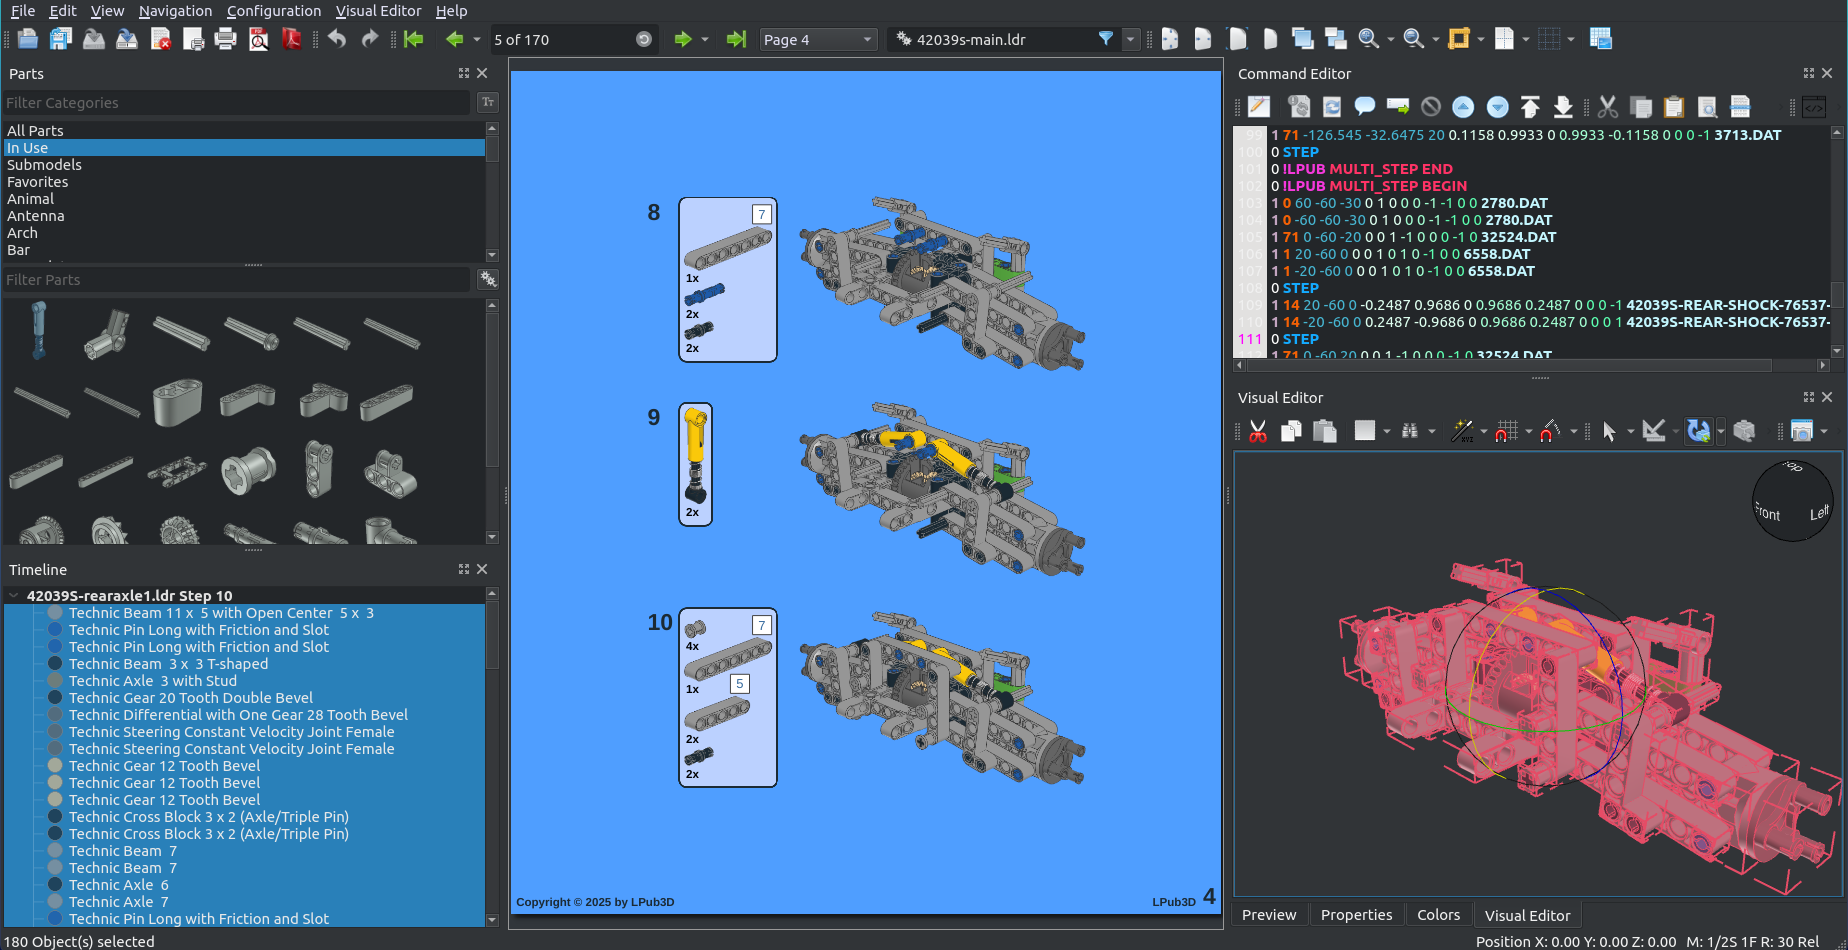 File Edit View Navigation Configuration Visual Editor Help
5 of 170
Page 4
42039s-main.ldr
Parts
Filter Categories
Tт
All Parts
In Use
Submodels
Favorites
Animal
Antenna
Arch
Bar
Filter Parts
Timeline
42039S-rearaxle1.ldr Step 10
Technic Beam 11 x 5 with Open Center 5 x 3
Technic Pin Long with Friction and Slot
Technic Pin Long with Friction and Slot
Technic Beam 3 x 3 T-shaped
Technic Axle 3 with Stud
Technic Gear 20 Tooth Double Bevel
Technic Differential with One Gear 28 Tooth Bevel
Technic Steering Constant Velocity Joint Female
Technic Steering Constant Velocity Joint Female
Technic Gear 12 Tooth Bevel
Technic Gear 12 Tooth Bevel
Technic Gear 12 Tooth Bevel
Technic Cross Block 3 x 2 (Axle/Triple Pin)
Technic Cross Block 3 x 2 (Axle/Triple Pin)
Technic Beam 7
Technic Beam 7
Technic Axle 6
Technic Axle 7
Technic Pin Long with Friction and Slot
180 Object(s) selected
8
7
1x
2x
2x
9
2x
10
7
4x
1x
5
2x
2x
Copyright © 2025 by LPub3D
LPub3D 4
Command Editor
99 1 71 -126.545 -32.6475 20 0.1158 0.9933 0 0.9933 -0.1158 0 0 0 -1 3713.DAT
100 0 STEP
101 0 !LPUB MULTI_STEP END
102 0 !LPUB MULTI_STEP BEGIN
103 1 0 60 -60 -30 0 1 0 0 0 -1 -1 0 0 2780.DAT
104 1 0 -60 -60 -30 0 1 0 0 0 -1 -1 0 0 2780.DAT
105 1 71 0 -60 -20 0 0 1 -1 0 0 0 -1 0 32524.DAT
106 1 1 20 -60 0 0 0 1 0 1 0 -1 0 0 6558.DAT
107 1 1 -20 -60 0 0 0 1 0 1 0 -1 0 0 6558.DAT
108 0 STEP
109 1 14 20 -60 0 -0.2487 0.9686 0 0.9686 0.2487 0 0 0 -1 42039S-REAR-SHOCK-76537-
110 1 14 -20 -60 0 0.2487 -0.9686 0 0.9686 0.2487 0 0 0 1 42039S-REAR-SHOCK-76537-
111 0 STEP
112 1 71 0 -60 20 0 0 1 -1 0 0 0 -1 0 32524.DAT
Visual Editor
XYZ
Top
Front Left
Preview Properties Colors Visual Editor
Position X: 0.00 Y: 0.00 Z: 0.00 M: 1/2S 1F R: 30 Rel